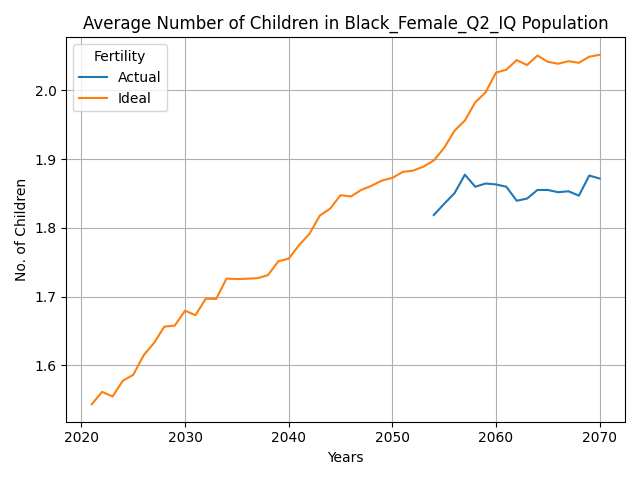 Average Number of Children in Black_Female_Q2_IQ Population
Fertility
Actual
Ideal
No. of Children
2.0
1.9
1.8
1.7
1.6
2020 2030 2040 2050 2060 2070
Years